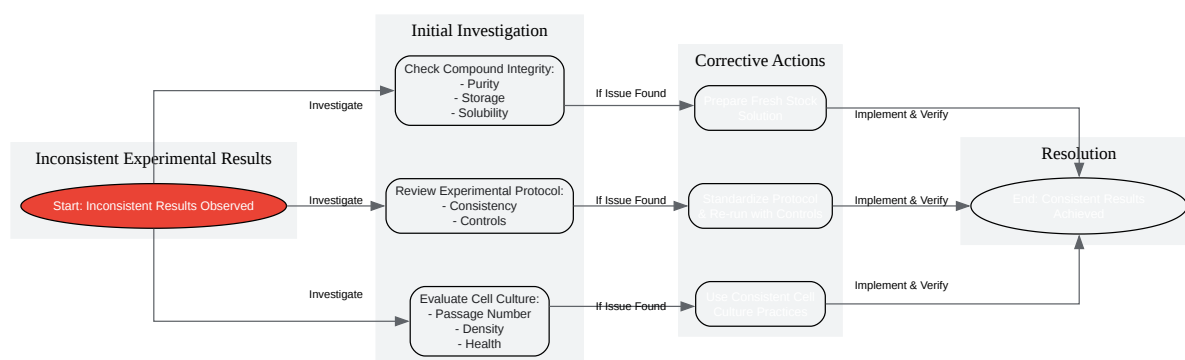 Inconsistent Experimental Results
Start: Inconsistent Results Observed
Investigate
Investigate
Investigate
Initial Investigation
Check Compound Integrity:
- Purity
- Storage
- Solubility
Review Experimental Protocol:
- Consistency
- Controls
Evaluate Cell Culture:
- Passage Number
- Density
- Health
If Issue Found
If Issue Found
If Issue Found
Corrective Actions
Prepare Fresh Stock
Solution
Standardize Protocol
& Re-run with Controls
Use Consistent Cell
Culture Practices
Implement & Verify
Implement & Verify
Implement & Verify
Resolution
End: Consistent Results
Achieved